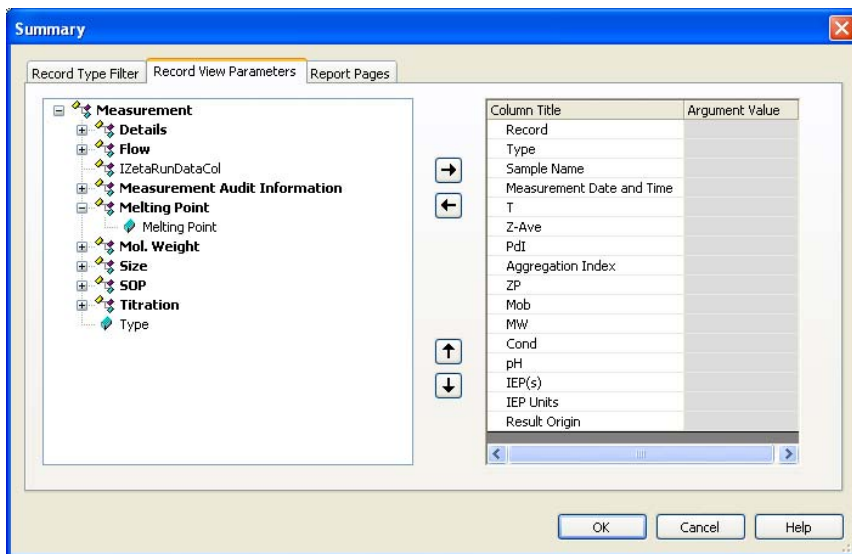 Summary
Record Type Filter
Record View Parameters
Report Pages
Measurement
Details
Flow
IZetaRunDataCol
Measurement Audit Information
Melting Point
Melting Point
Mol. Weight
Size
SOP
Titration
Type
Column Title Argument Value
Record
Type
Sample Name
Measurement Date and Time
T
Z-Ave
PdI
Aggregation Index
ZP
Mob
MW
Cond
pH
IEP(s)
IEP Units
Result Origin
OK
Cancel
Help